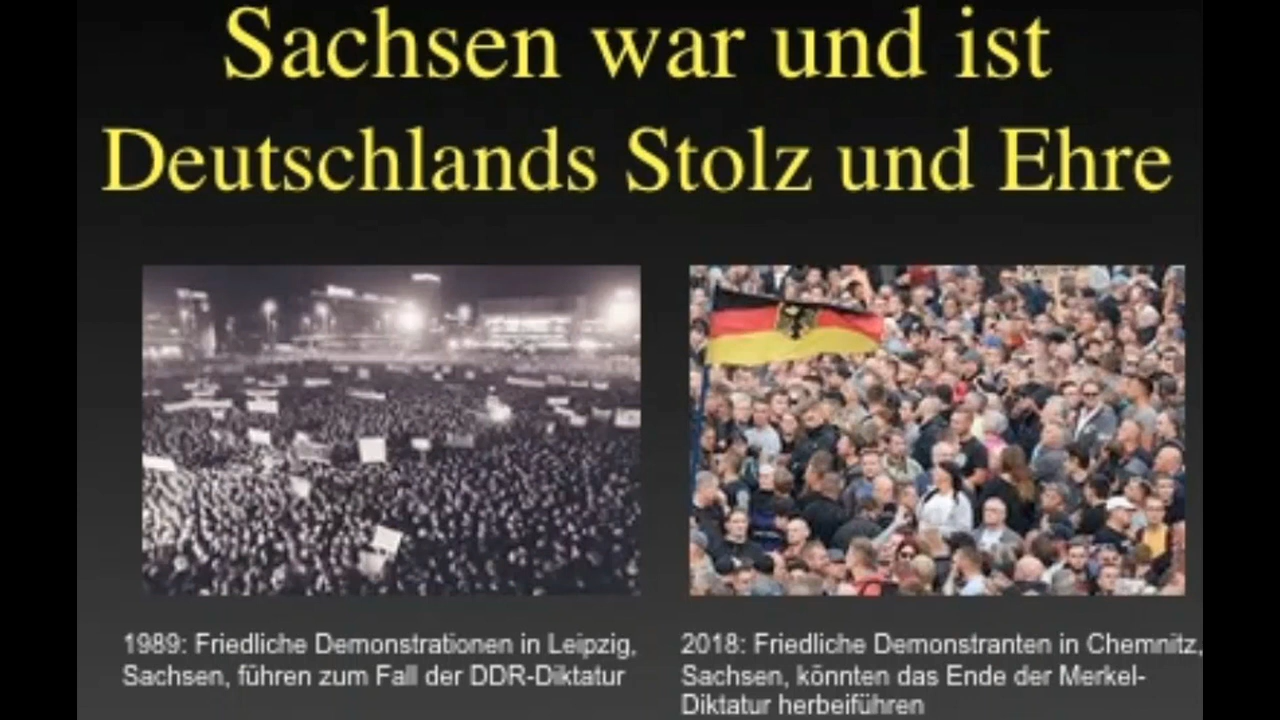 Sachsen war und ist
Deutschlands Stolz und Ehre
1989: Friedliche Demonstrationen in Leipzig,
Sachsen, führen zum Fall der DDR-Diktatur
2018: Friedliche Demonstranten in Chemnitz,
Sachsen, könnten das Ende der Merkel-
Diktatur herbeiführen